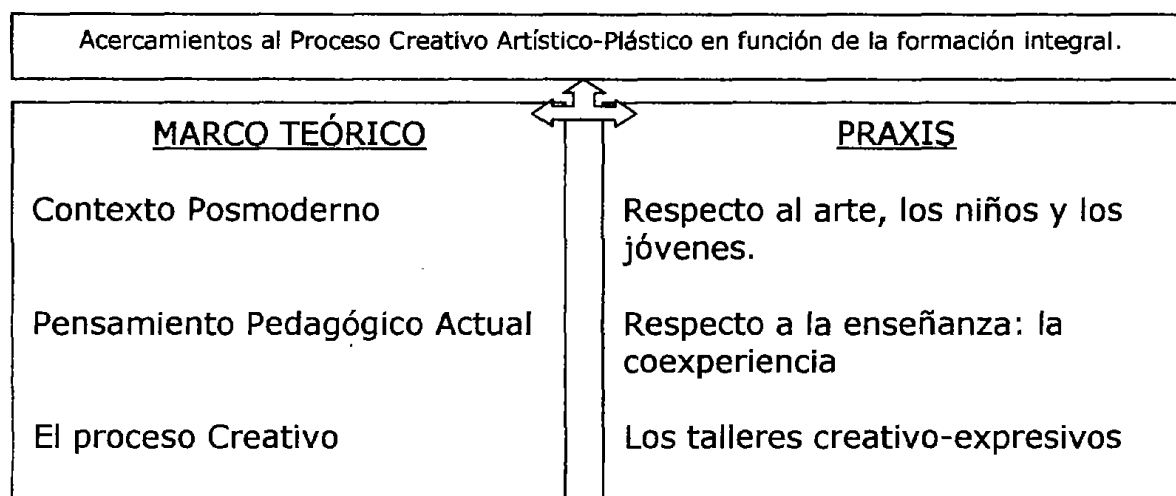 Acercamientos al Proceso Creativo Artístico-Plástico en función de la formación integral.
MARCO TEÓRICO
Contexto Posmoderno
Pensamiento Pedagógico Actual
El proceso Creativo
PRAXIS
Respecto al arte, los niños y los
jóvenes.
Respecto a la enseñanza: la
coexperiencia
Los talleres creativo-expresivos